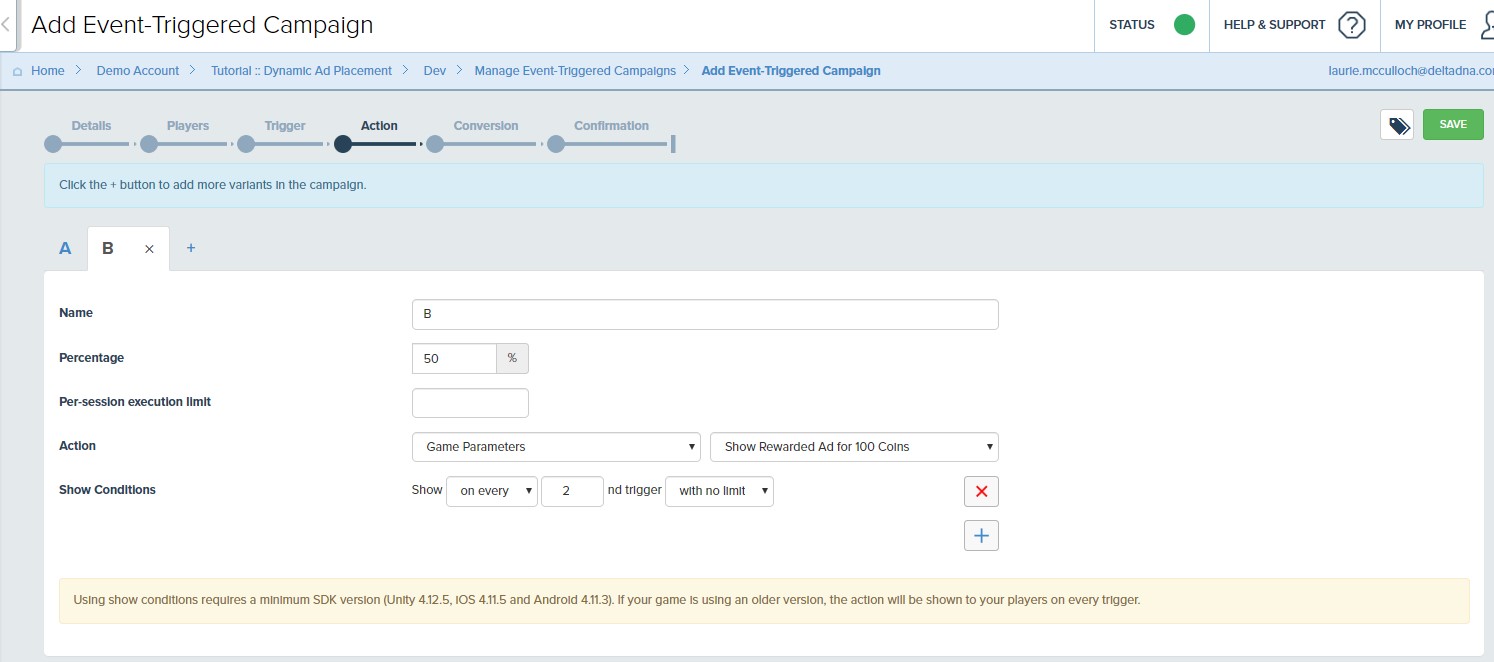 Add Event-Triggered Campaign
STATUS
HELP & SUPPORT
?
MY PROFILE
Home
Demo Account
Tutorial :: Dynamic Ad Placement
Dev
Manage Event-Triggered Campaigns
Add Event-Triggered Campaign
laurie.mcculloch@deltadna.co
Details
Players
Trigger
Action
Conversion
Confirmation
SAVE
Click the + button to add more variants in the campaign.
A
B
×
+
Name
B
Percentage
50
%
Per-session execution limit
Action
Game Parameters
Show Rewarded Ad for 100 Coins
Show Conditions
Show on every 2 nd trigger with no limit
Using show conditions requires a minimum SDK version (Unity 4.12.5, iOS 4.11.5 and Android 4.11.3). If your game is using an older version, the action will be shown to your players on every trigger.